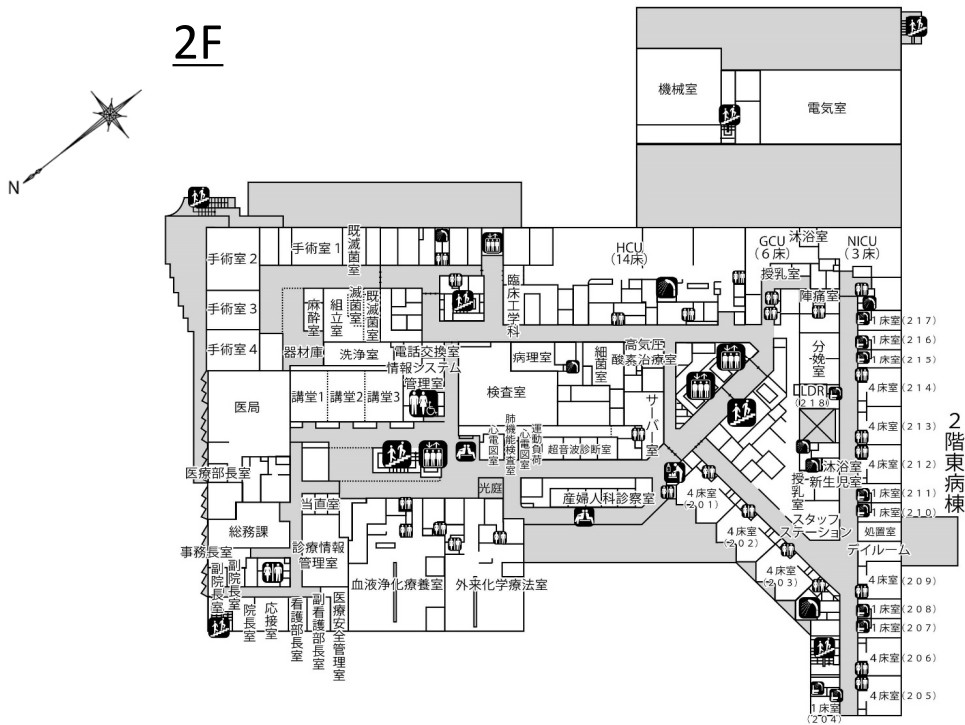 2F
N
機械室
電気室
手術室 2
手術室 1
既滅菌室
手術室 3
手術室 4
麻酔室
組立室
滅菌室
既滅菌室
器材庫
洗浄室
臨床工学科
HCU
(14床)
GCU
(6床)
沐浴室
NICU
(3床)
授乳室
陣痛室
分娩室
LDR
(218)
1床室(217)
1床室(216)
1床室(215)
4床室(214)
4床室(213)
4床室(212)
1床室(211)
1床室(210)
電話交換室
情報システム
管理室
病理室
細菌室
高気圧
酸素治療室
検査室
サーバー室
講堂1
講堂2
講堂3
医局
心電図室
肺機能検査室
運動負荷
心電図室
超音波診断室
医療部長室
光庭
産婦人科診察室
4床室
(201)
4床室
(202)
4床室
(203)
沐浴室
新生児室
授乳室
スタッフ
ステーション
処置室
デイルーム
2階東病棟
当直室
総務課
診療情報
管理室
事務長室
副院長室
副院長室
院長室
応接室
看護部長室
副看護部長室
医療安全管理室
血液浄化療養室
外来化学療法室
4床室(209)
1床室(208)
1床室(207)
4床室(206)
4床室(205)
1床室
(204)